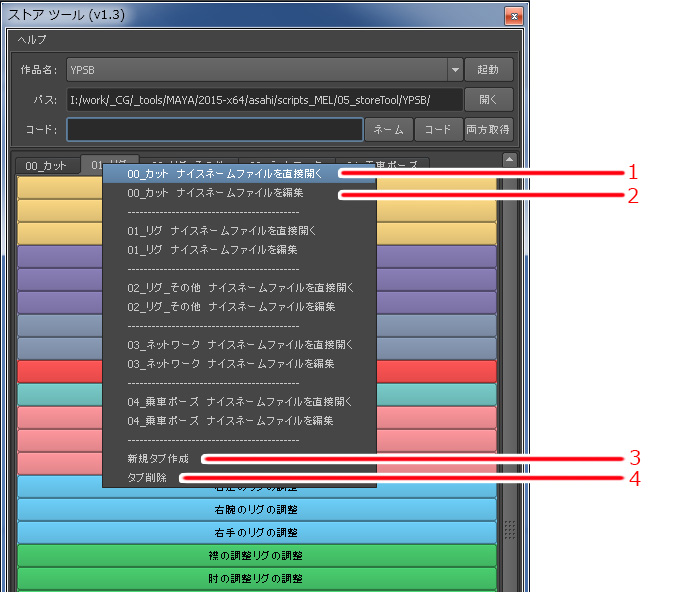 ストア ツール (v1.3)
ヘルプ
作品名: YPSB 起動
パス: I:/work/_CG/_tools/MAYA/2015-x64/asahi/scripts_MEL/05_storeTool/YPSB/ 開く
コード: ネーム コード 両方取得
00_カット 01_リグ
00_カット ナイスネームファイルを直接開く 1
00_カット ナイスネームファイルを編集 2
------------------------------------------
01_リグ ナイスネームファイルを直接開く
01_リグ ナイスネームファイルを編集
------------------------------------------
02_リグ_その他 ナイスネームファイルを直接開く
02_リグ_その他 ナイスネームファイルを編集
------------------------------------------
03_ネットワーク ナイスネームファイルを直接開く
03_ネットワーク ナイスネームファイルを編集
------------------------------------------
04_乗車ポーズ ナイスネームファイルを直接開く
04_乗車ポーズ ナイスネームファイルを編集
------------------------------------------
新規タブ作成 3
タブ削除 4
右腕のリグの調整
右手のリグの調整
襟の調整リグの調整
肘の調整リグの調整